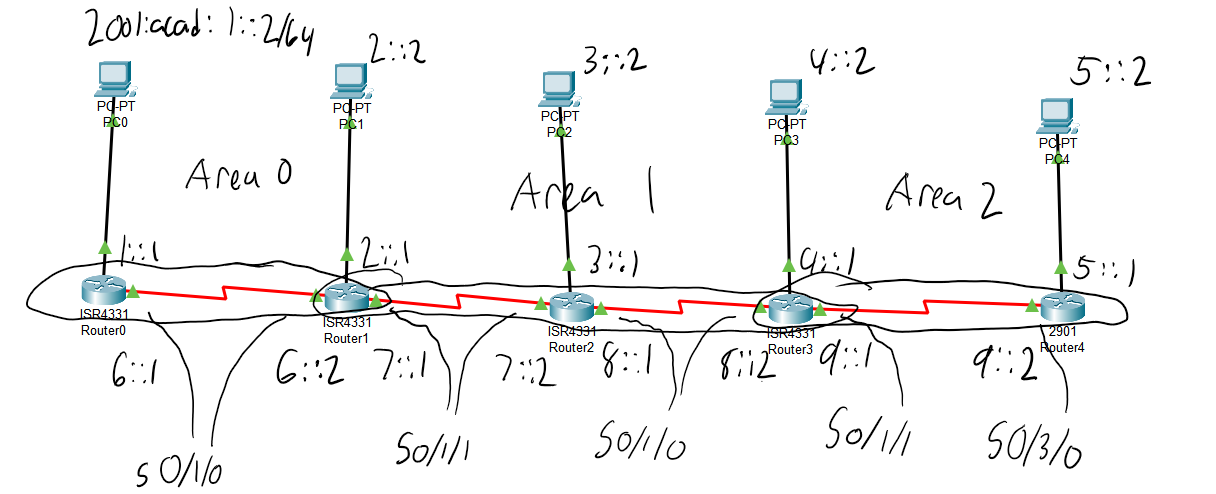 2001:acad:1::2/64
2::2
3::2
4::2
5::2
PC-PT
PC0
PC-PT
PC1
PC-PT
PC2
PC-PT
PC3
PC-PT
PC4
Area 0
Area 1
Area 2
1::1
2::1
3::1
4::1
5::1
ISR4331
Router0
ISR4331
Router1
ISR4331
Router2
ISR4331
Router3
2901
Router4
6::1
6::2
7::1
7::2
8::1
8::2
9::1
9::2
S0/1/0
S0/1/1
S0/1/0
S0/1/1
S0/3/0